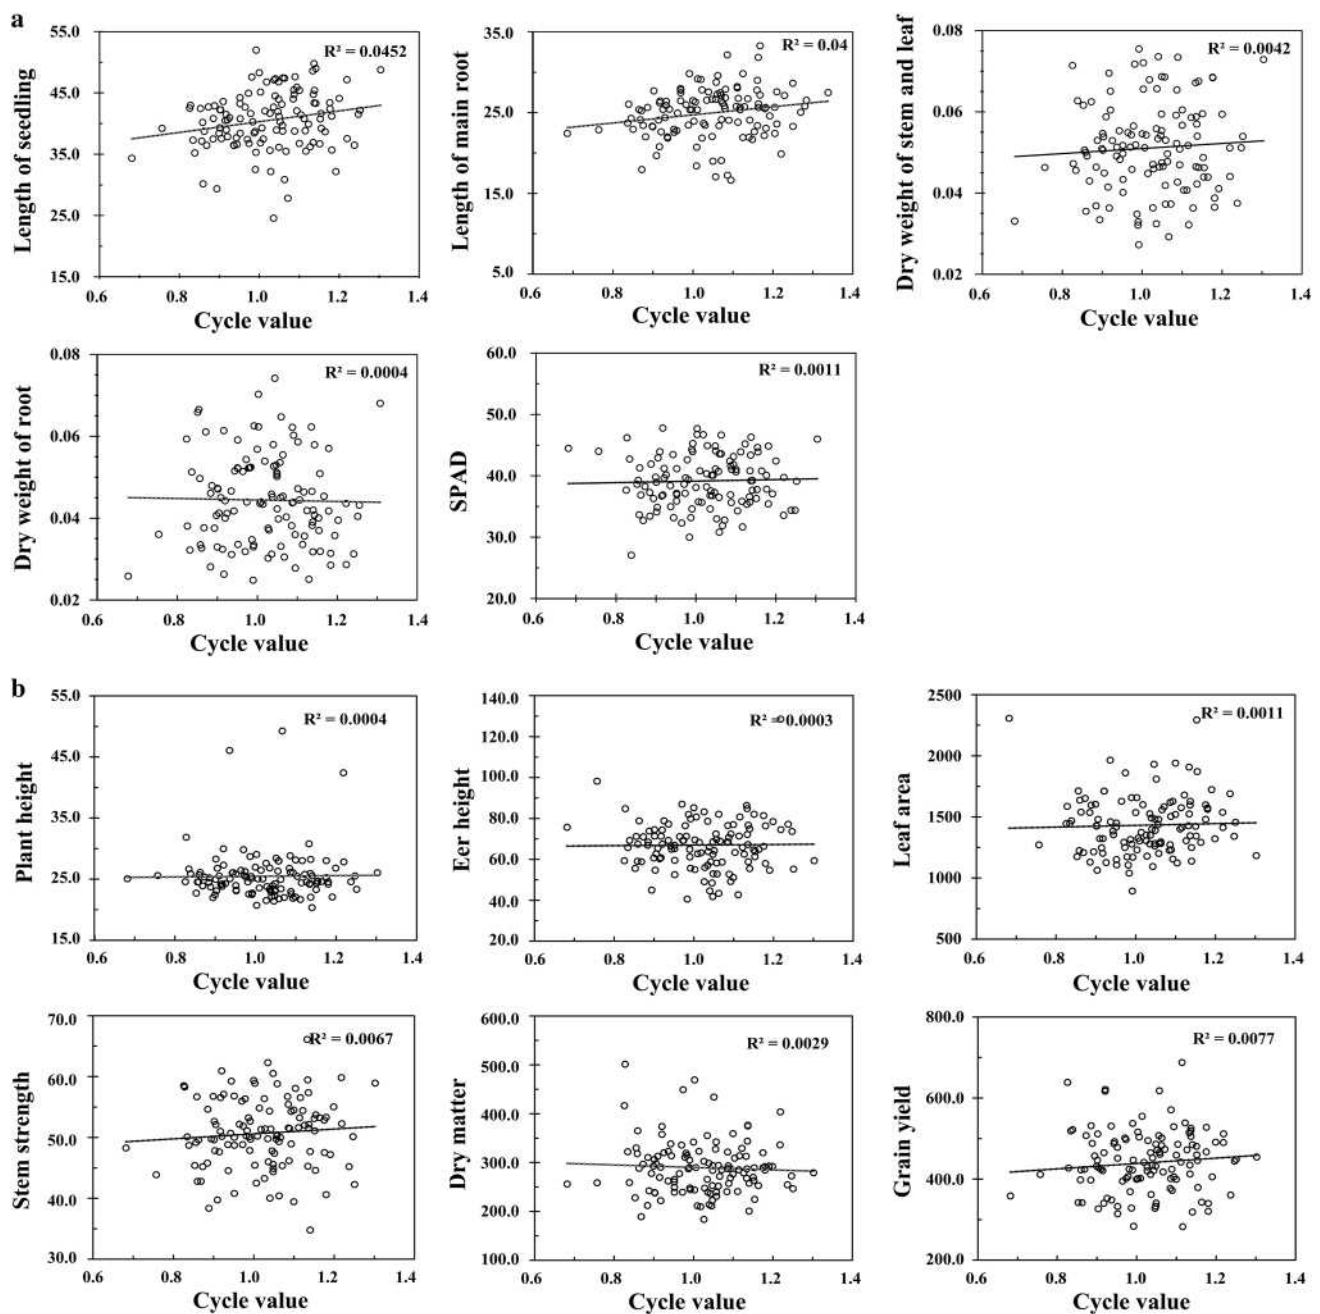 a
Length of seedling
55.0
45.0
35.0
25.0
15.0
R² = 0.0452
0.6 0.8 1.0 1.2 1.4
Cycle value
Length of main root
35.0
25.0
15.0
5.0
R² = 0.04
0.6 0.8 1.0 1.2 1.4
Cycle value
Dry weight of stem and leaf
0.08
0.06
0.04
0.02
R² = 0.0042
0.6 0.8 1.0 1.2 1.4
Cycle value
Dry weight of root
0.08
0.06
0.04
0.02
R² = 0.0004
0.6 0.8 1.0 1.2 1.4
Cycle value
SPAD
60.0
50.0
40.0
30.0
20.0
R² = 0.0011
0.6 0.8 1.0 1.2 1.4
Cycle value
b
Plant height
55.0
45.0
35.0
25.0
15.0
R² = 0.0004
0.6 0.8 1.0 1.2 1.4
Cycle value
Eer height
140.0
120.0
100.0
80.0
60.0
40.0
20.0
R² = 0.0003
0.6 0.8 1.0 1.2 1.4
Cycle value
Leaf area
2500
2000
1500
1000
500
R² = 0.0011
0.6 0.8 1.0 1.2 1.4
Cycle value
Stem strength
70.0
60.0
50.0
40.0
30.0
R² = 0.0067
0.6 0.8 1.0 1.2 1.4
Cycle value
Dry matter
600.0
500.0
400.0
300.0
200.0
100.0
R² = 0.0029
0.6 0.8 1.0 1.2 1.4
Cycle value
Grain yield
800.0
600.0
400.0
200.0
R² = 0.0077
0.6 0.8 1.0 1.2 1.4
Cycle value